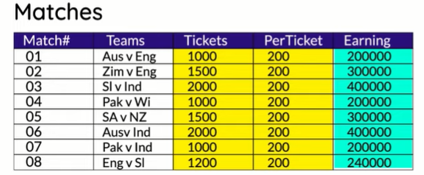 Matches
Match# Teams Tickets PerTicket Earning
01 Aus v Eng 1000 200 200000
02 Zim v Eng 1500 200 300000
03 Sl v Ind 2000 200 400000
04 Pak v Wi 1000 200 200000
05 SA v NZ 1500 200 300000
06 Ausv Ind 2000 200 400000
07 Pak v Ind 1000 200 200000
08 Eng v Sl 1200 200 240000